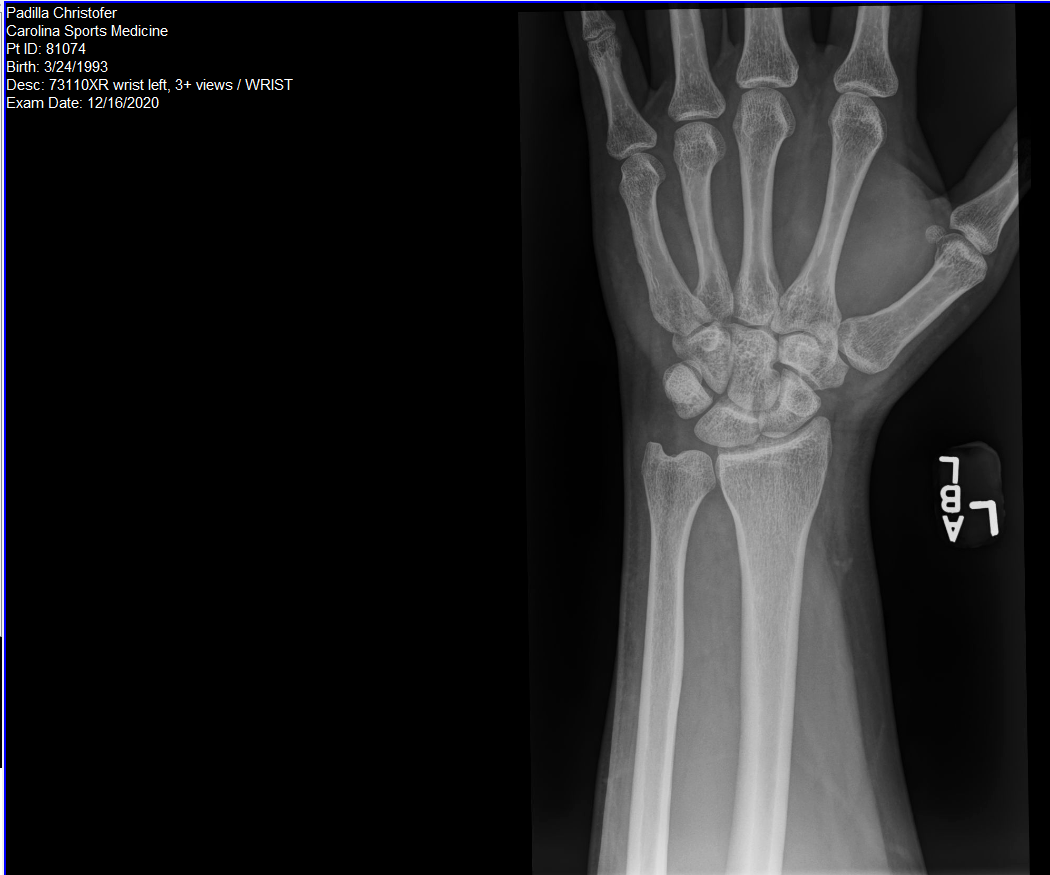 Padilla Christofer
Carolina Sports Medicine
Pt ID: 81074
Birth: 3/24/1993
Desc: 73110XR wrist left, 3+ views / WRIST
Exam Date: 12/16/2020
LBA
L